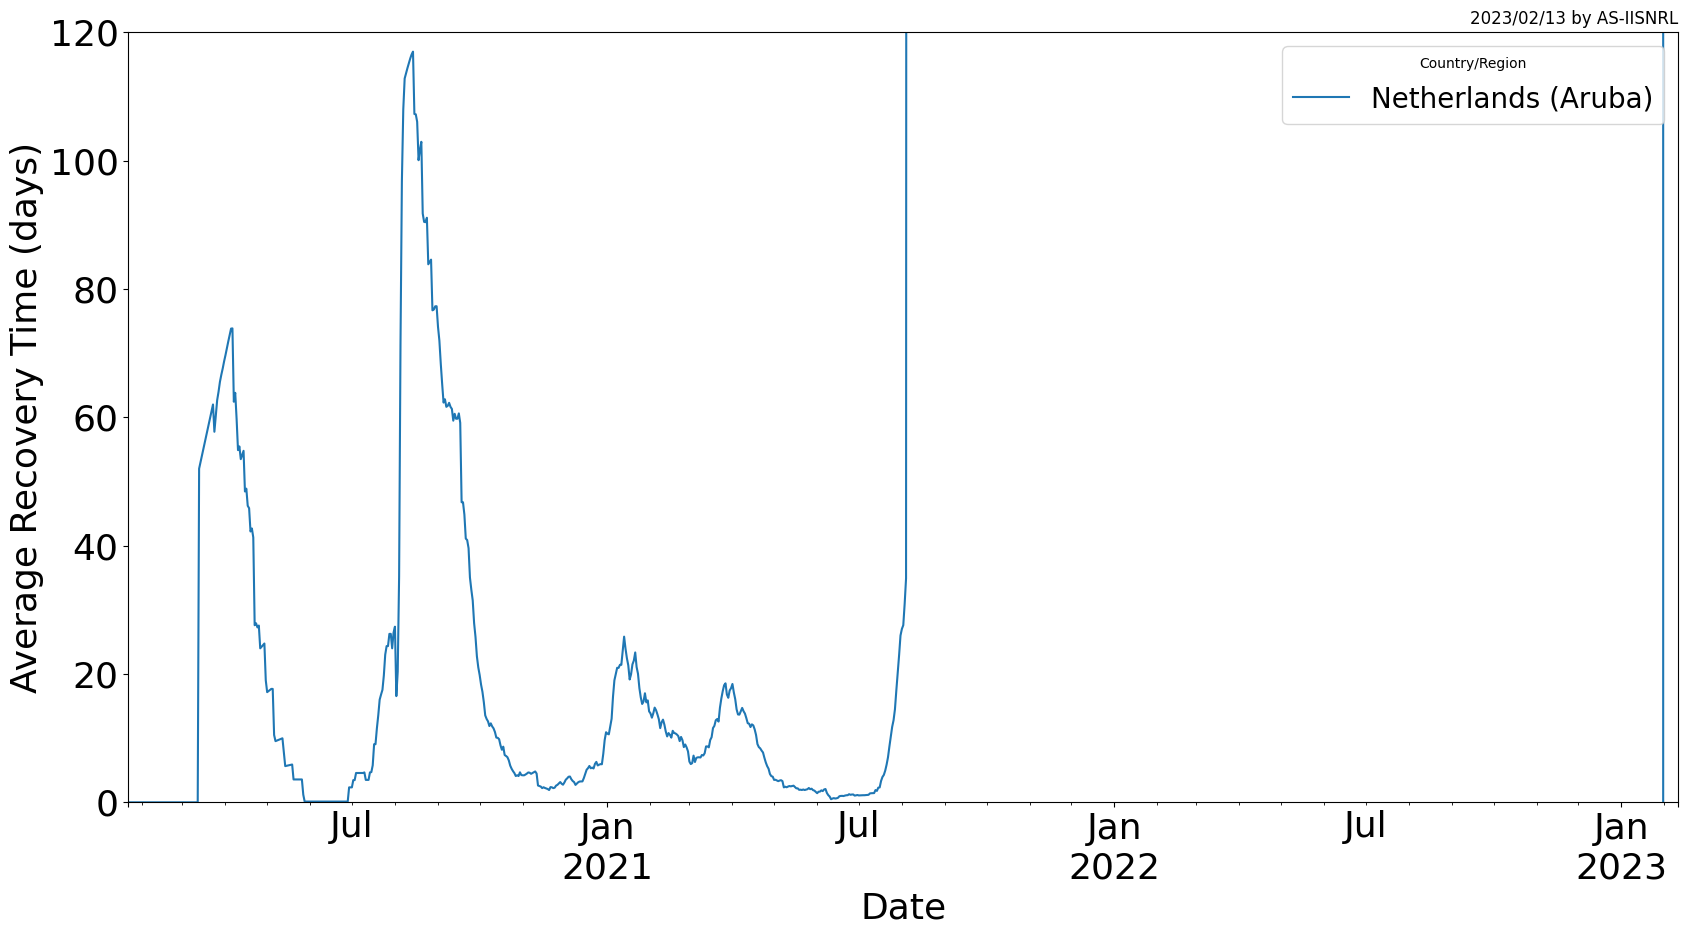 2023/02/13 by AS-IISNRL
Country/Region
Netherlands (Aruba)
Average Recovery Time (days)
120
100
80
60
40
20
0
Jul
Jan
2021
Jul
Jan
2022
Jul
Jan
2023
Date